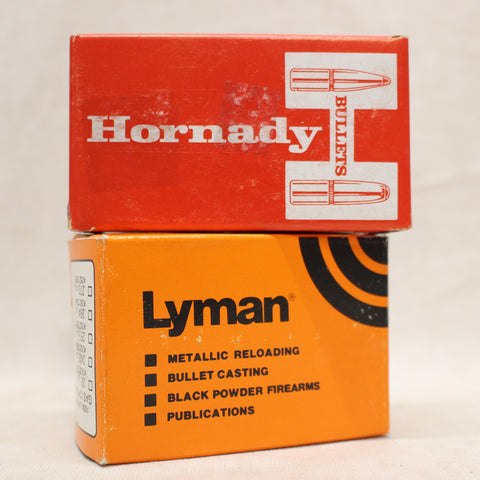 Hornady
BULLETS
Lyman®
METALLIC RELOADING
BULLET CASTING
BLACK POWDER FIREARMS
PUBLICATIONS